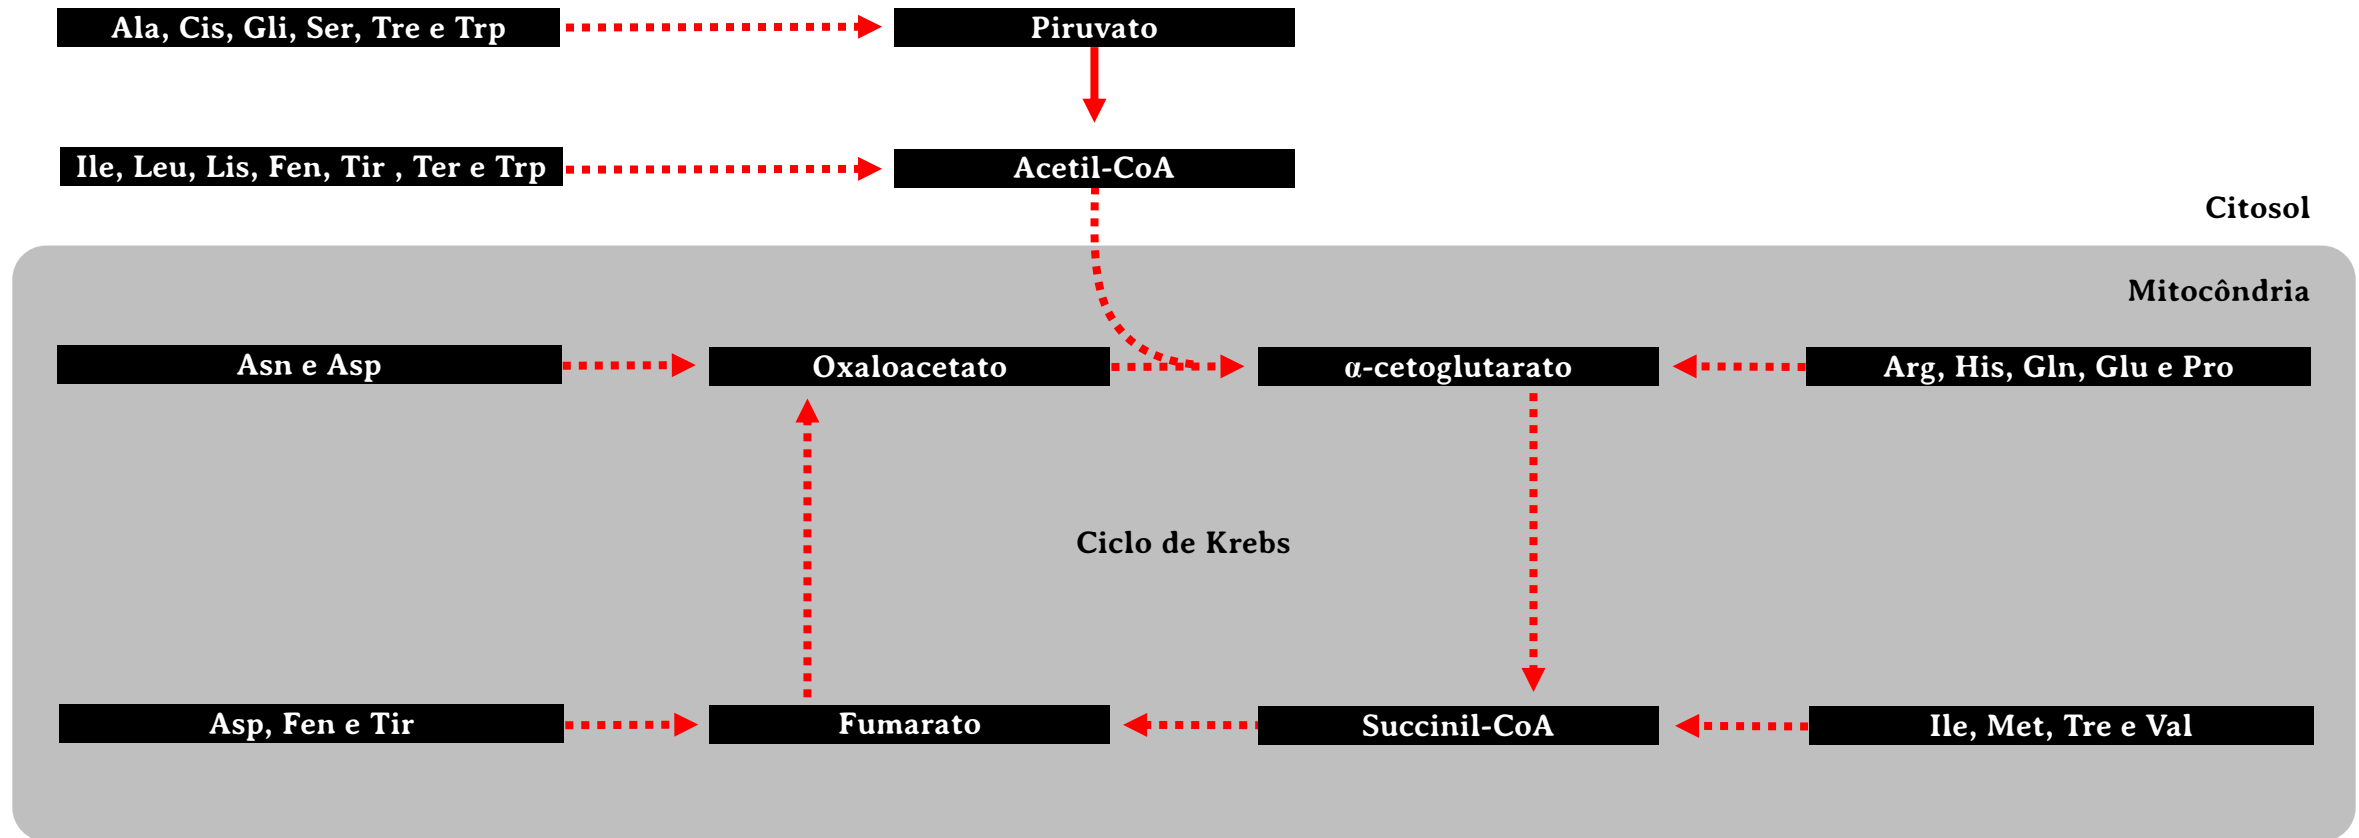 Ala, Cis, Gli, Ser, Tre e Trp
Piruvato
Ile, Leu, Lis, Fen, Tir , Ter e Trp
Acetil-CoA
Citosol
Mitocôndria
Asn e Asp
Oxaloacetato
α-cetoglutarato
Arg, His, Gln, Glu e Pro
Ciclo de Krebs
Asp, Fen e Tir
Fumarato
Succinil-CoA
Ile, Met, Tre e Val